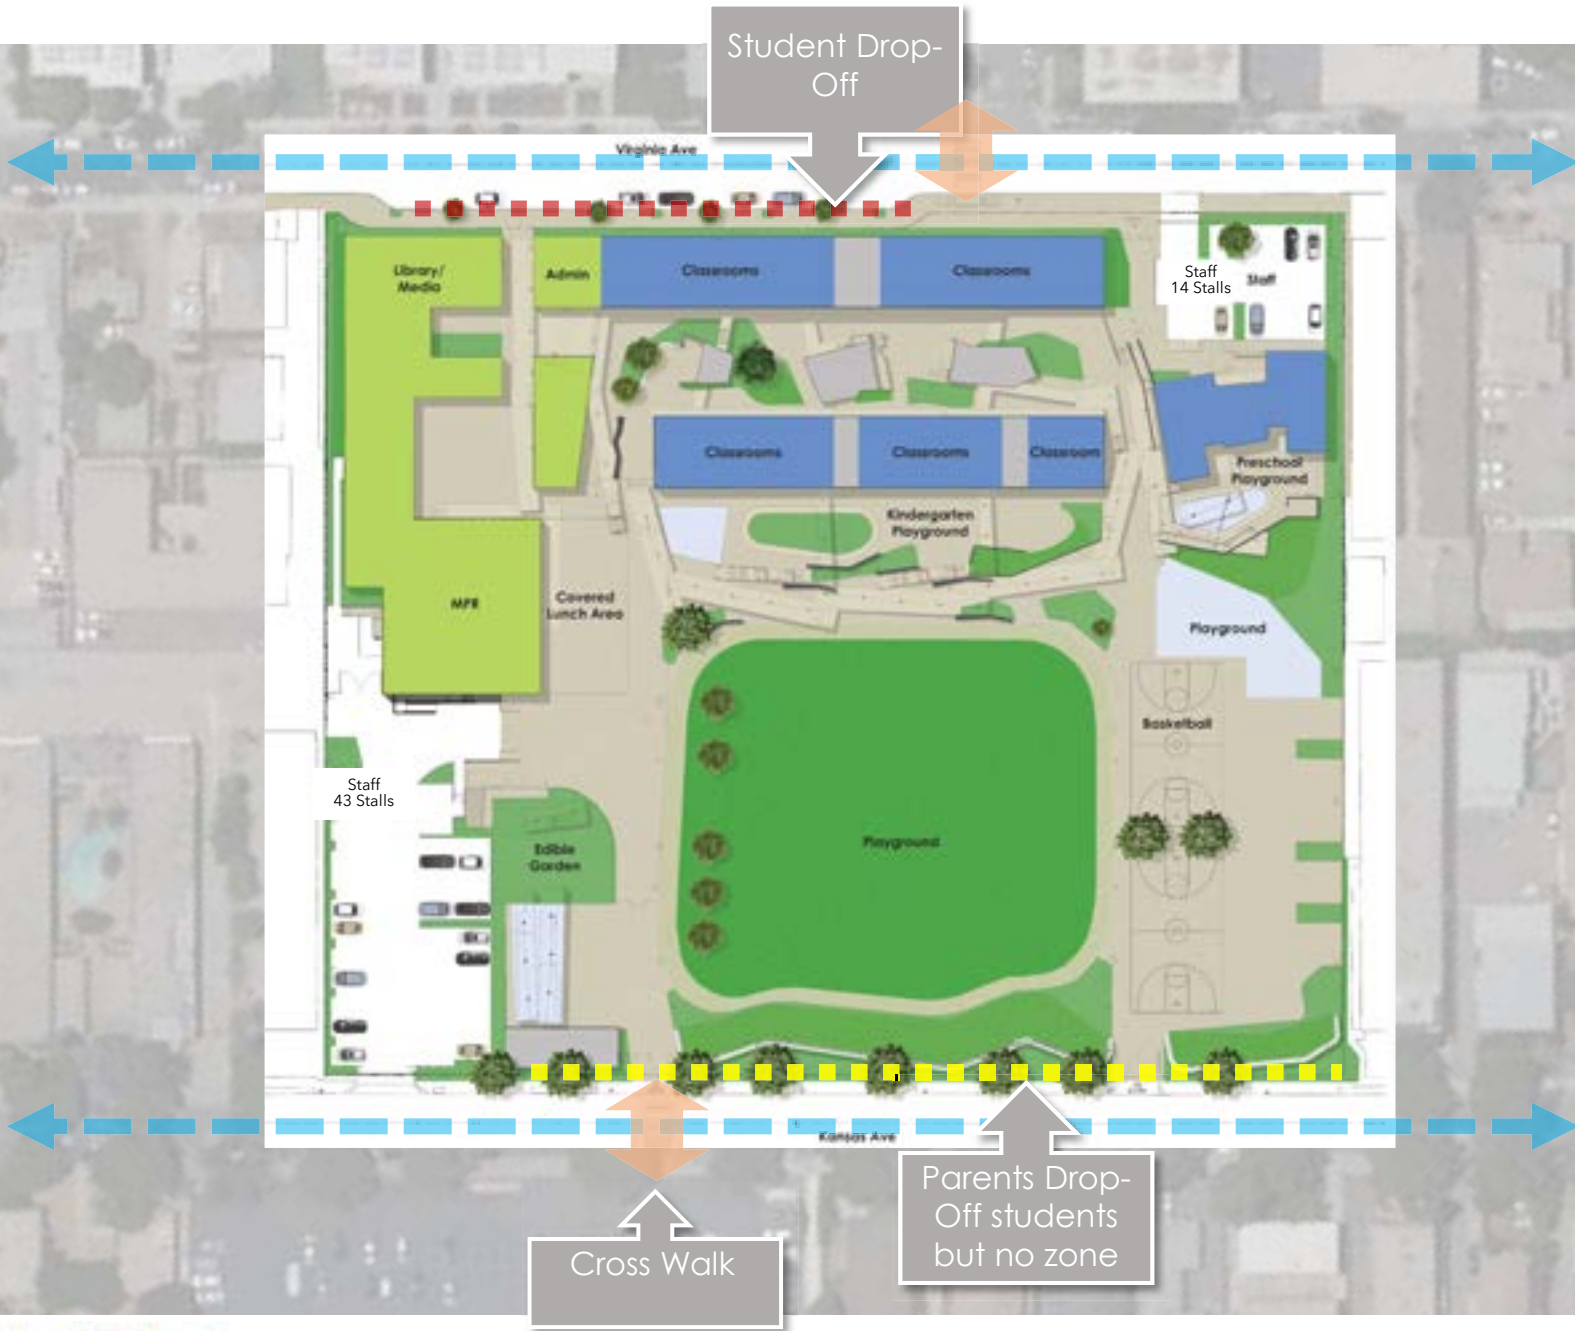 Student Drop-
Off
Virginia Ave
Library/
Media
Admin
Classrooms
Classrooms
Staff
14 Stalls
Staff
Classrooms
Classrooms
Classroom
Preschool
Playground
Kindergarten
Playground
MPR
Covered
Lunch Area
Playground
Basketball
Staff
43 Stalls
Edible
Garden
Playground
Kansas Ave
Cross Walk
Parents Drop-
Off students
but no zone